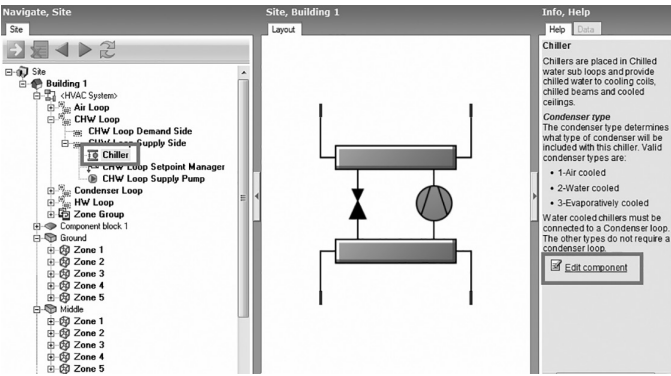 Navigate, Site
Site
Site
Building 1
<HVAC System>
Air Loop
CHW Loop
CHW Loop Demand Side
CHW Loop Supply Side
Chiller
CHW Loop Setpoint Manager
CHW Loop Supply Pump
Condenser Loop
HW Loop
Zone Group
Component block 1
Ground
Zone 1
Zone 2
Zone 3
Zone 4
Zone 5
Middle
Zone 1
Zone 2
Zone 3
Zone 4
Zone 5
Site, Building 1
Layout
Info, Help
Help Data
Chiller
Chillers are placed in Chilled
water sub loops and provide
chilled water to cooling coils,
chilled beams and cooled
ceilings.
Condenser type
The condenser type determines
what type of condenser will be
included with this chiller. Valid
condenser types are:
• 1-Air cooled
• 2-Water cooled
• 3-Evaporatively cooled
Water cooled chillers must be
connected to a Condenser loop.
The other types do not require a
condenser loop.
Edit component